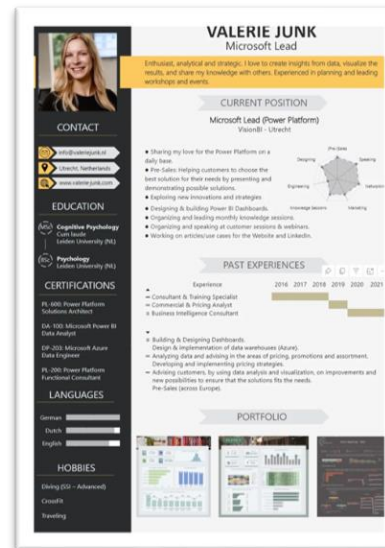 VALERIE JUNK
Microsoft Lead
Enthusiast, analytical and strategic. I love to create insights from data, visualize the
results, and share my knowledge with others. Experienced in planning and leading
workshops and events.
CONTACT
info@valeriejunk.nl
Utrecht, Netherlands
www.valeriejunk.com
EDUCATION
MSc
Cognitive Psychology
Cum laude
Leiden University (NL)
BSc
Psychology
Leiden University (NL)
CERTIFICATIONS
PL-600: Power Platform
Solutions Architect
DA-100: Microsoft Power BI
Data Analyst
DP-203: Microsoft Azure
Data Engineer
PL-200: Power Platform
Functional Consultant
LANGUAGES
German
Dutch
English
HOBBIES
Diving (SSI – Advanced)
CrossFit
Traveling
CURRENT POSITION
Microsoft Lead (Power Platform)
VisionBI - Utrecht
● Sharing my love for the Power Platform on a
daily base.
● Pre-Sales: Helping customers to choose the
best solution for their needs by presenting and
demonstrating possible solutions.
● Exploring new innovations and strategies
● Designing & building Power BI Dashboards.
● Organizing and leading monthly knowledge sessions.
● Organizing and speaking at customer sessions & webinars.
● Working on articles/use cases for the Website and LinkedIn.
(Pre-)Sales
Designing
Speaking
Engineering
Knowledge Sessions
Marketing
PAST EXPERIENCES
Experience 2016 2017 2018 2019 2020 2021
Consultant & Training Specialist
Commercial & Pricing Analyst
Business Intelligence Consultant
Building & Designing Dashboards.
Design & implementation of data warehouses (Azure).
Analyzing data and advising in the areas of pricing, promotions and assortment.
Developing and implementing pricing strategies.
Advising customers, by using data analysis and visualization, on improvements and
new possibilities to ensure that the solutions fits the needs.
Pre-Sales (across Europe).
PORTFOLIO